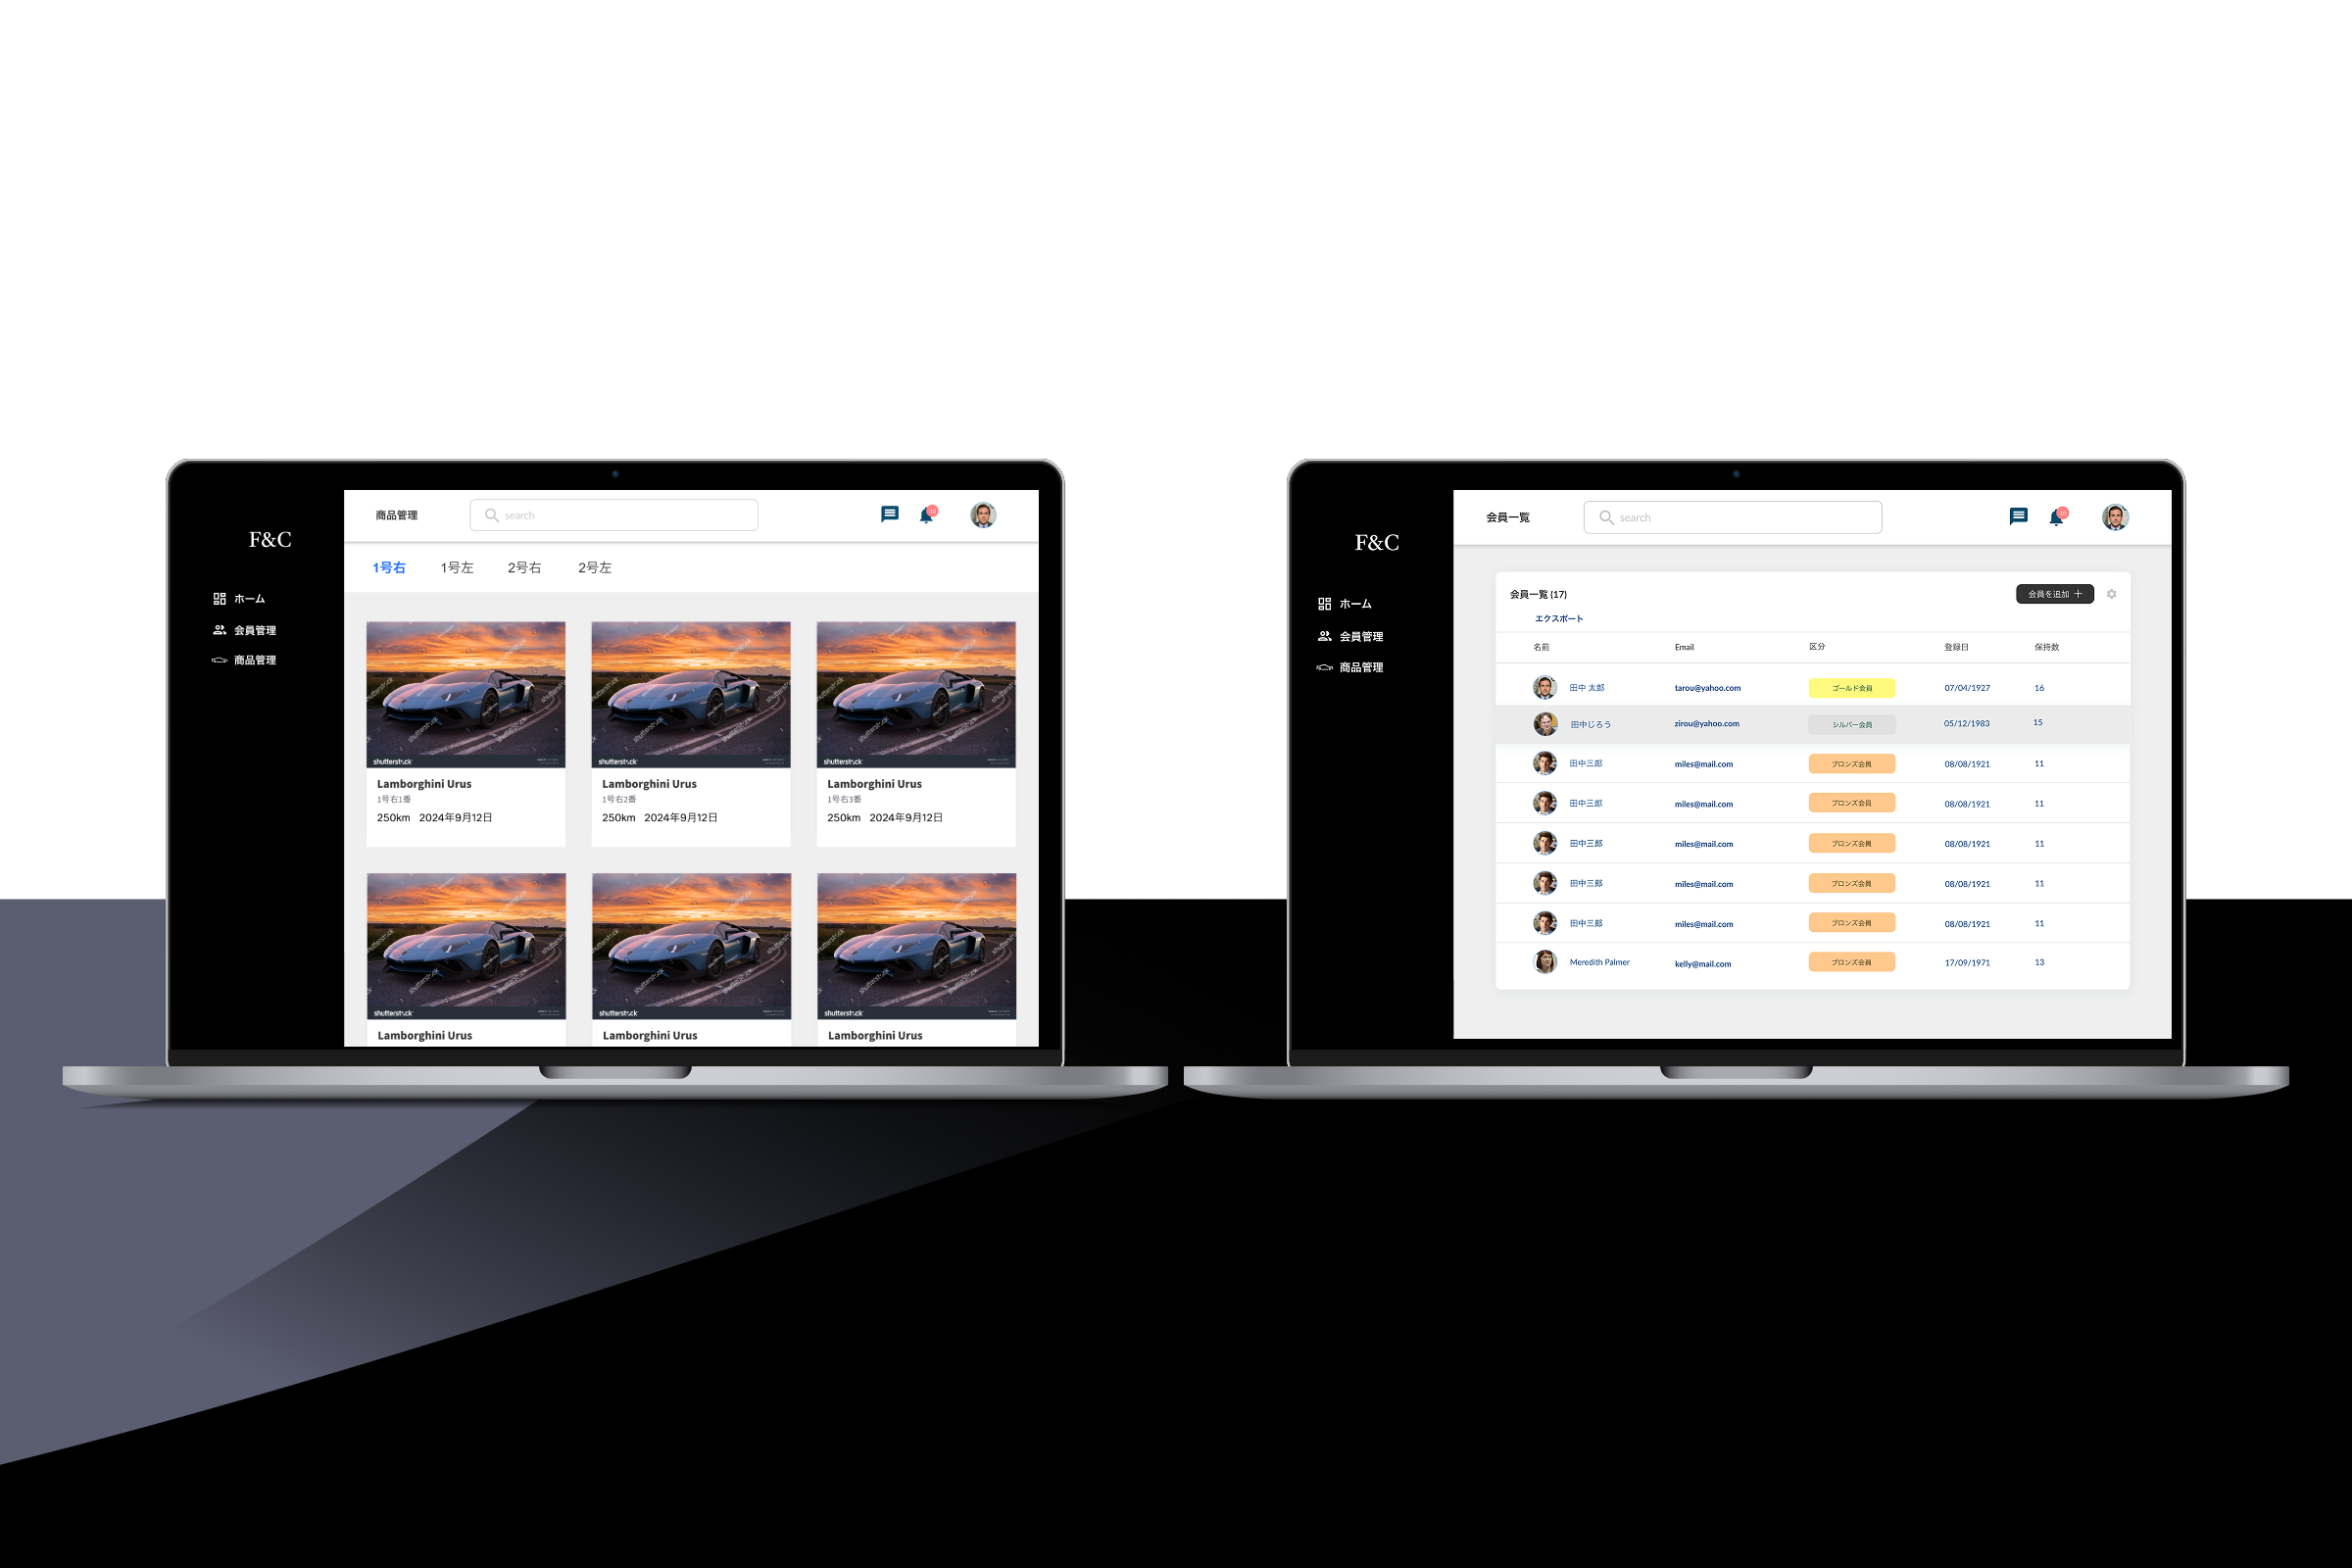 F&C
ホーム
会員管理
商品管理
商品管理
search
10
1号右 1号左 2号右 2号左
shutterstock shutterstock shutterstock
Lamborghini Urus Lamborghini Urus Lamborghini Urus
1号右1番 1号右2番 1号右3番
250km 2024年9月12日 250km 2024年9月12日 250km 2024年9月12日
shutterstock shutterstock shutterstock
Lamborghini Urus Lamborghini Urus Lamborghini Urus
F&C
ホーム
会員管理
商品管理
会員一覧
search
10
会員一覧 (17)
会員を追加 +
エクスポート
名前 Email 区分 登録日 保持数
田中 太郎 tarou@yahoo.com ゴールド会員 07/04/1927 16
田中じろう zirou@yahoo.com シルバー会員 05/12/1983 15
田中三郎 miles@mail.com ブロンズ会員 08/08/1921 11
田中三郎 miles@mail.com ブロンズ会員 08/08/1921 11
田中三郎 miles@mail.com ブロンズ会員 08/08/1921 11
田中三郎 miles@mail.com ブロンズ会員 08/08/1921 11
田中三郎 miles@mail.com ブロンズ会員 08/08/1921 11
Meredith Palmer kelly@mail.com ブロンズ会員 17/09/1971 13